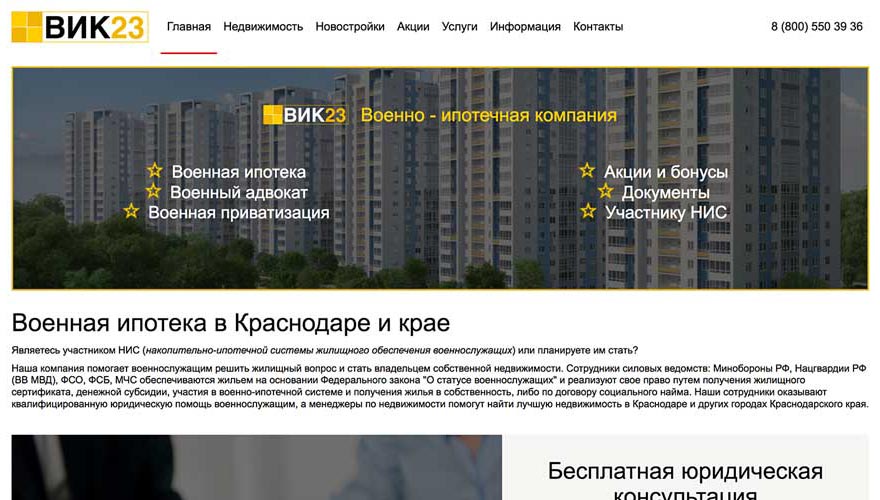 ВИК23
Главная Недвижимость Новостройки Акции Услуги Информация Контакты
8 (800) 550 39 36
ВИК23 Военно - ипотечная компания
Военная ипотека
Военный адвокат
Военная приватизация
Акции и бонусы
Документы
Участнику НИС
Военная ипотека в Краснодаре и крае
Являетесь участником НИС (накопительно-ипотечной системы жилищного обеспечения военнослужащих) или планируете им стать?
Наша компания помогает военнослужащим решить жилищный вопрос и стать владельцем собственной недвижимости. Сотрудники силовых ведомств: Минобороны РФ, Нацгвардии РФ
(ВВ МВД), ФСО, ФСБ, МЧС обеспечиваются жильем на основании Федерального закона "О статусе военнослужащих" и реализуют свое право путем получения жилищного
сертификата, денежной субсидии, участия в военно-ипотечной системе и получения жилья в собственность, либо по договору социального найма. Наши сотрудники оказывают
квалифицированную юридическую помощь военнослужащим, а менеджеры по недвижимости помогут найти лучшую недвижимость в Краснодаре и других городах Краснодарского края.
Бесплатная юридическая
консультация